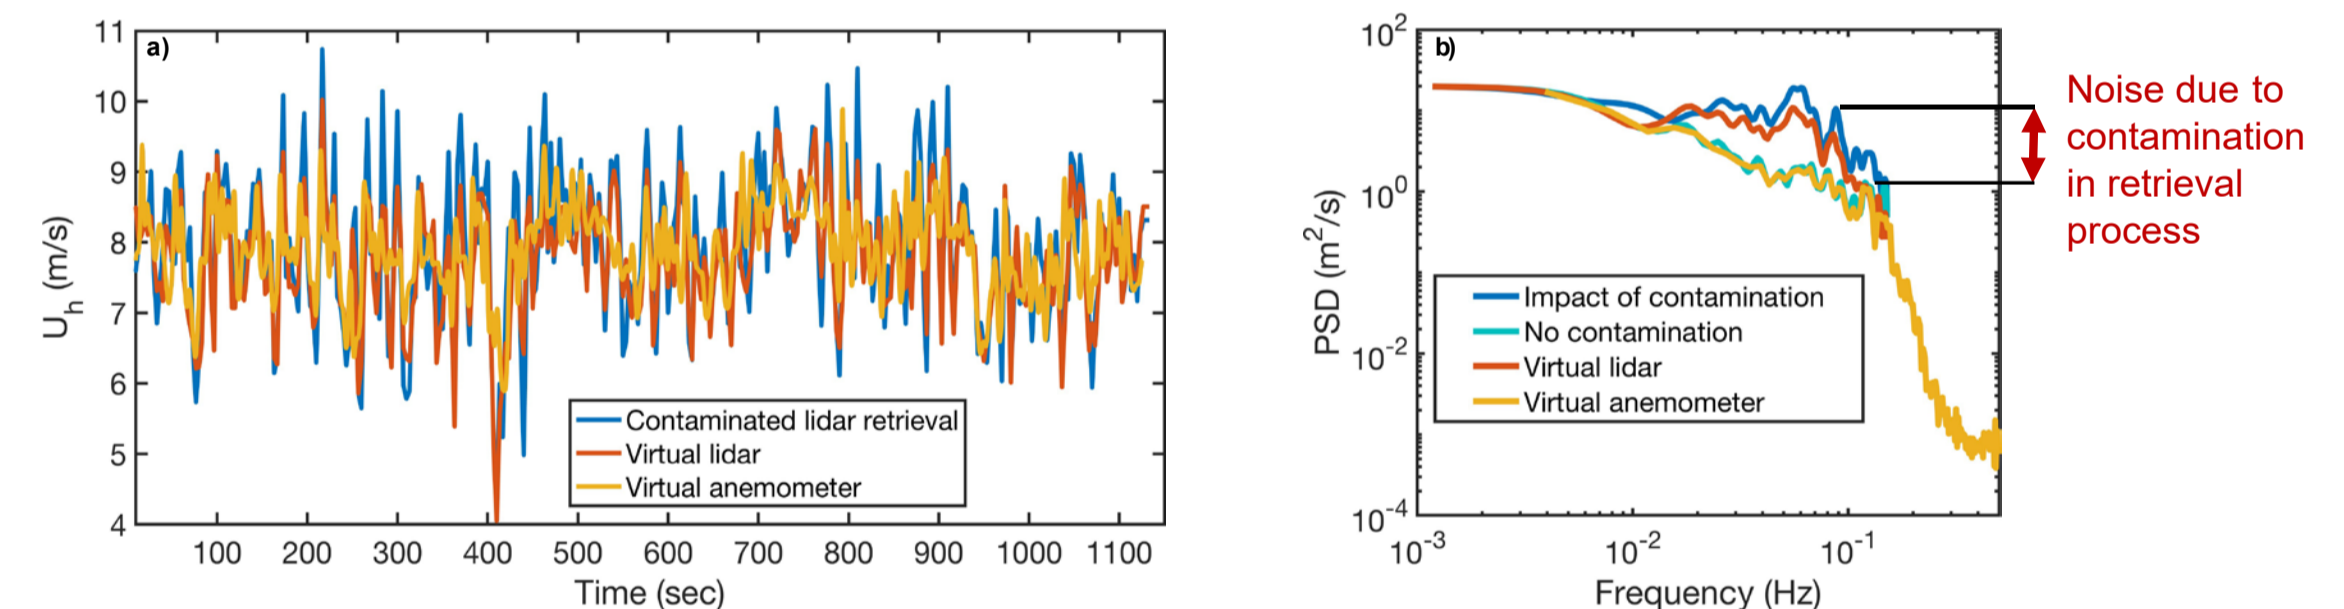 a)
11
10
9
8
7
6
5
4
U_h (m/s)
100 200 300 400 500 600 700 800 900 1000 1100
Time (sec)
Contaminated lidar retrieval
Virtual lidar
Virtual anemometer
b)
10^2
10^0
10^-2
10^-4
PSD (m^2/s)
10^-3 10^-2 10^-1
Frequency (Hz)
Impact of contamination
No contamination
Virtual lidar
Virtual anemometer
Noise due to
contamination
in retrieval
process